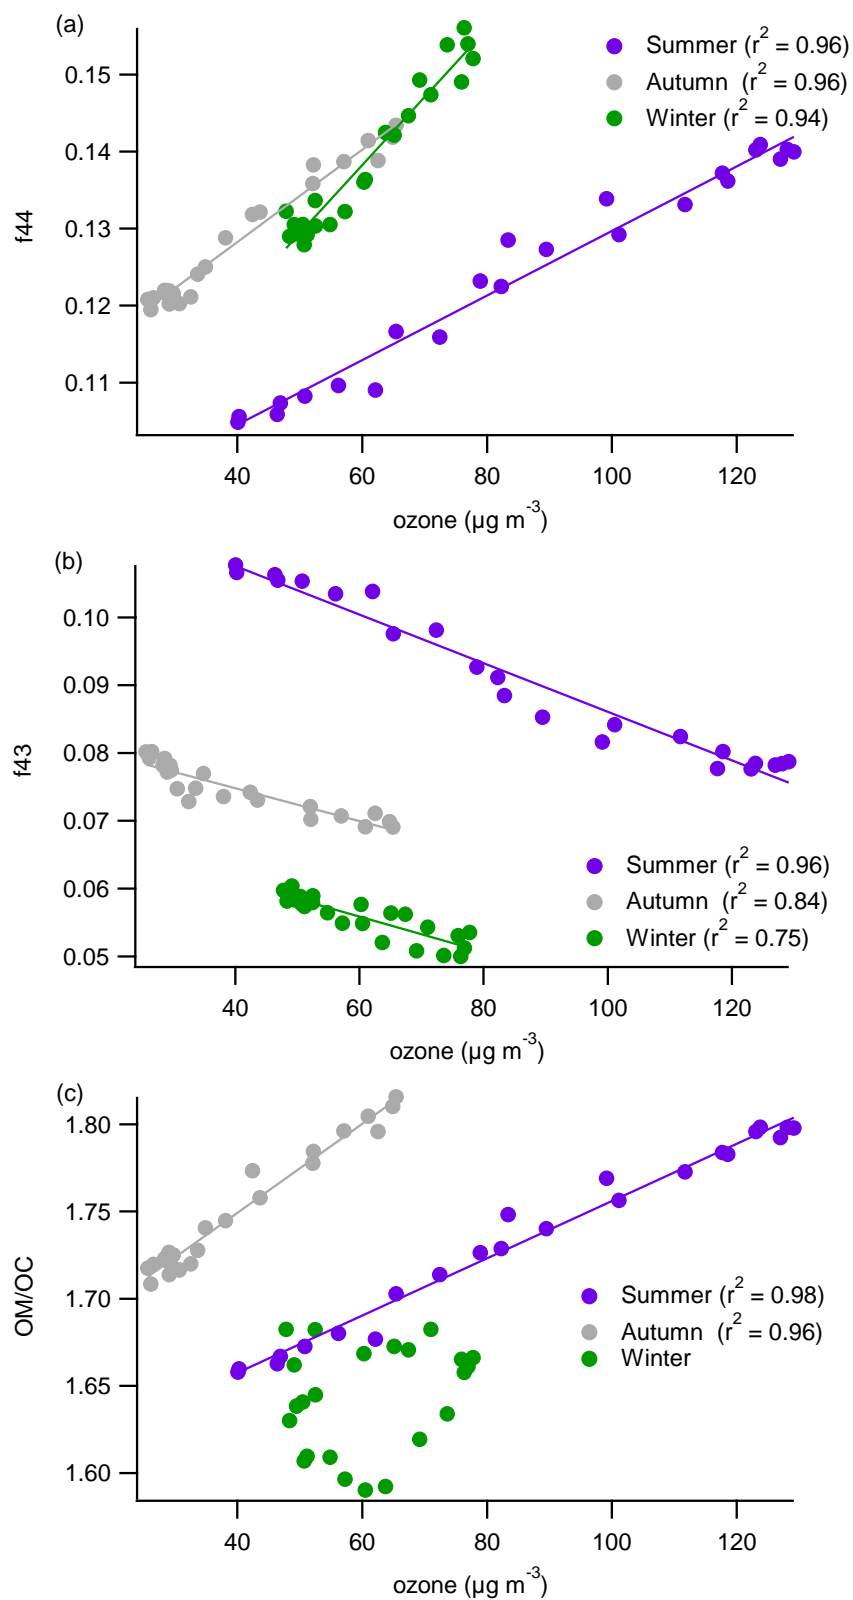 (a)
Summer (r² = 0.96)
Autumn (r² = 0.96)
Winter (r² = 0.94)
0.15
0.14
0.13
0.12
0.11
f44
40 60 80 100 120
ozone (µg m⁻³)
(b)
0.10
0.09
0.08
0.07
0.06
0.05
f43
Summer (r² = 0.96)
Autumn (r² = 0.84)
Winter (r² = 0.75)
40 60 80 100 120
ozone (µg m⁻³)
(c)
1.80
1.75
1.70
1.65
1.60
OM/OC
Summer (r² = 0.98)
Autumn (r² = 0.96)
Winter
40 60 80 100 120
ozone (µg m⁻³)